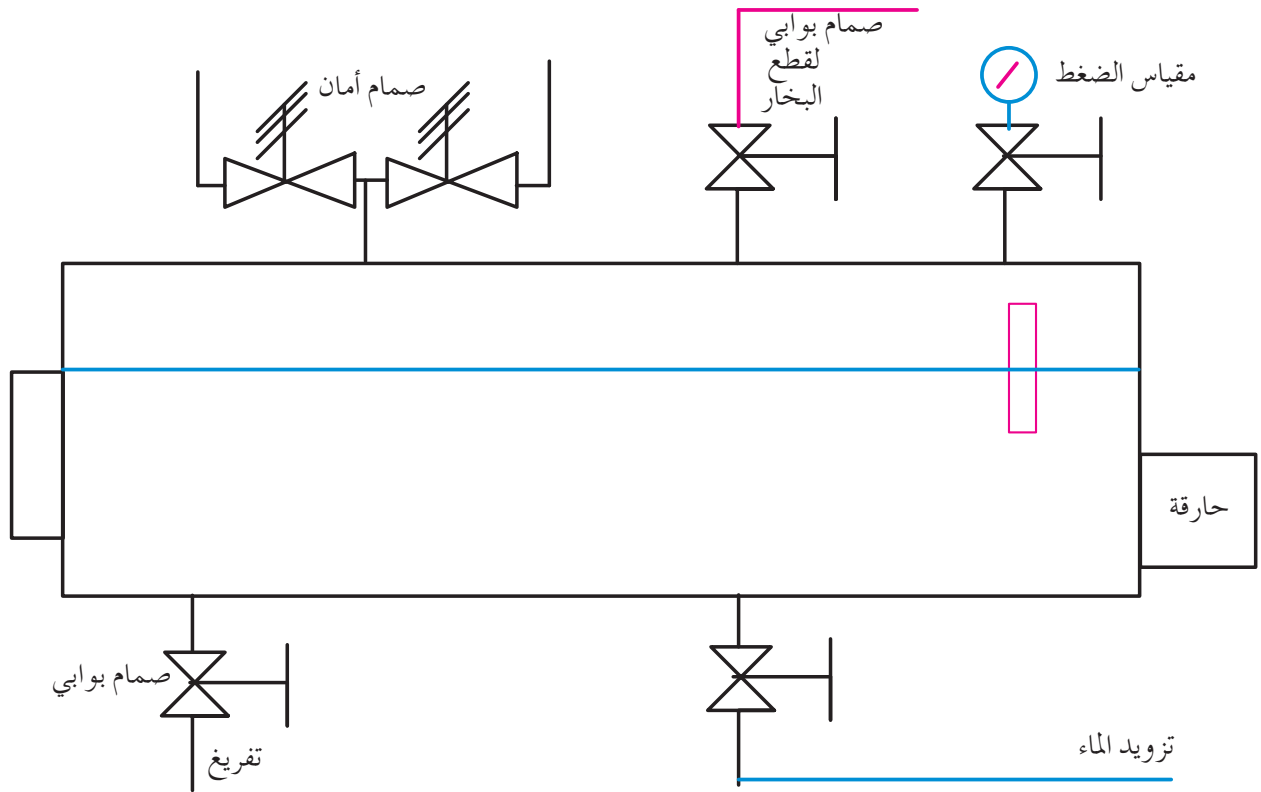 صمام بوابي
لقطع
البخار
مقياس الضغط
صمام أمان
حارقة
صمام بوابي
تفريغ
تزويد الماء